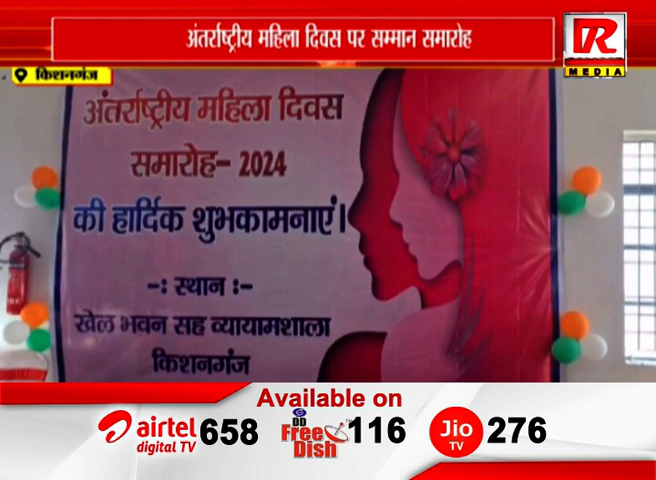 अंतर्राष्ट्रीय महिला दिवस पर सम्मान समारोह
R
MEDIA
किशनगंज
अंतर्राष्ट्रीय महिला दिवस
समारोह- 2024
की हार्दिक शुभकामनाएं।
-: स्थान :-
खेल भवन सह व्यायामशाला
किशनगंज
Available on
airtel
digital TV
658
DD
Free
Dish
116
Jio
TV
276